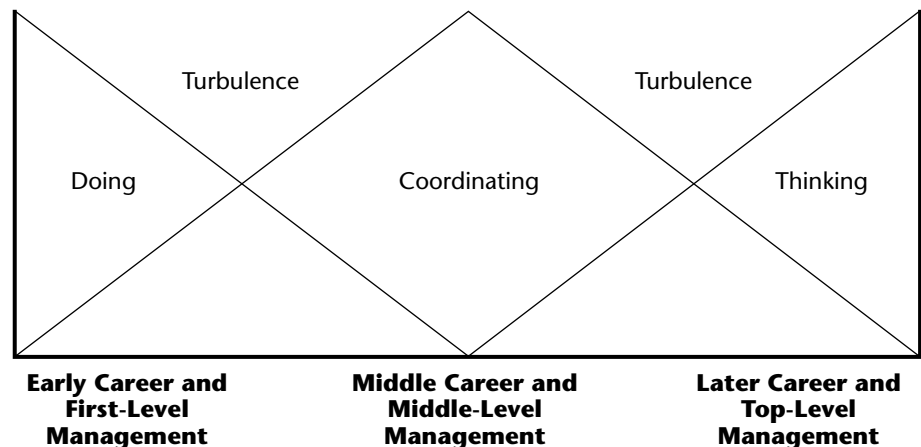 Turbulence
Turbulence
Doing
Coordinating
Thinking
Early Career and
First-Level
Management
Middle Career and
Middle-Level
Management
Later Career and
Top-Level
Management